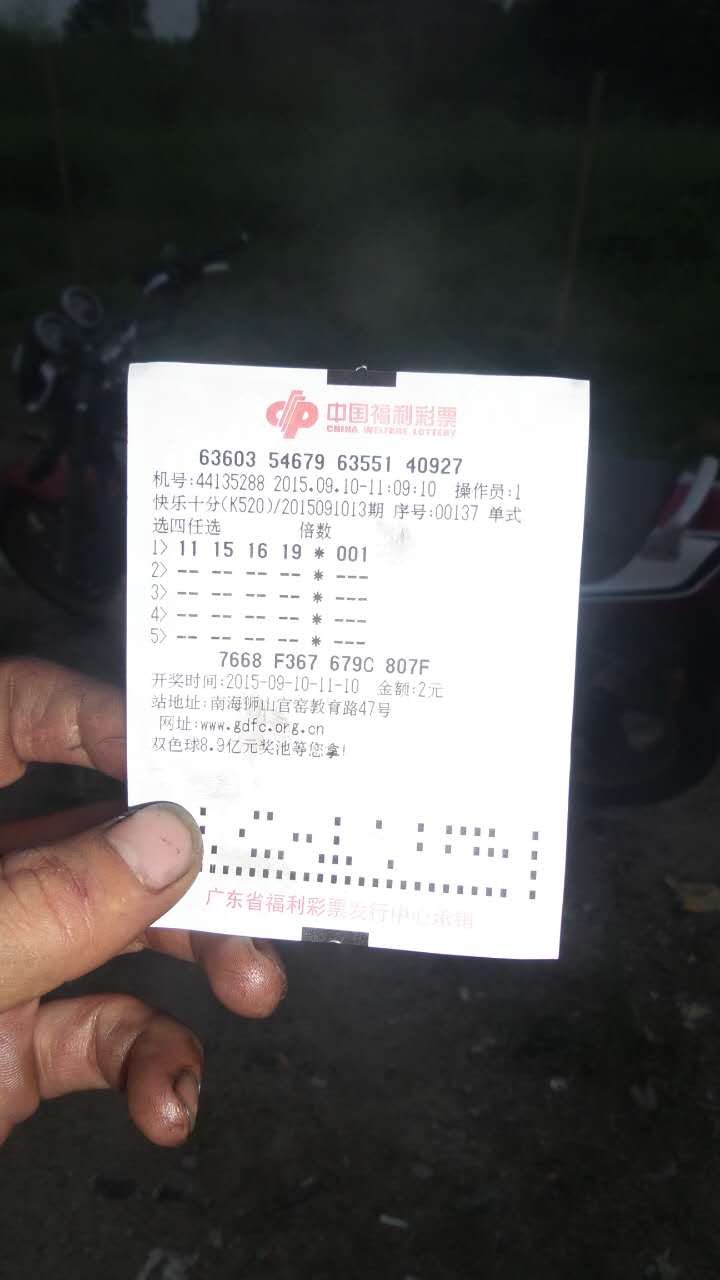 中国福利彩票
CHINA WELFARE LOTTERY
63603 54679 63551 40927
机号:44135288 2015.09.10-11:09:10 操作员:1
快乐十分(K520)/2015091013期 序号:00137 单式
选四任选 倍数
1> 11 15 16 19 * 001
2> -- -- -- -- * ---
3> -- -- -- -- * ---
4> -- -- -- -- * ---
5> -- -- -- -- * ---
7668 F367 679C 807F
开奖时间:2015-09-10-11-10 金额:2元
站地址:南海狮山官窑教育路47号
网址:www.gdfc.org.cn
双色球8.9亿元奖池等您拿!
广东省福利彩票发行中心承销